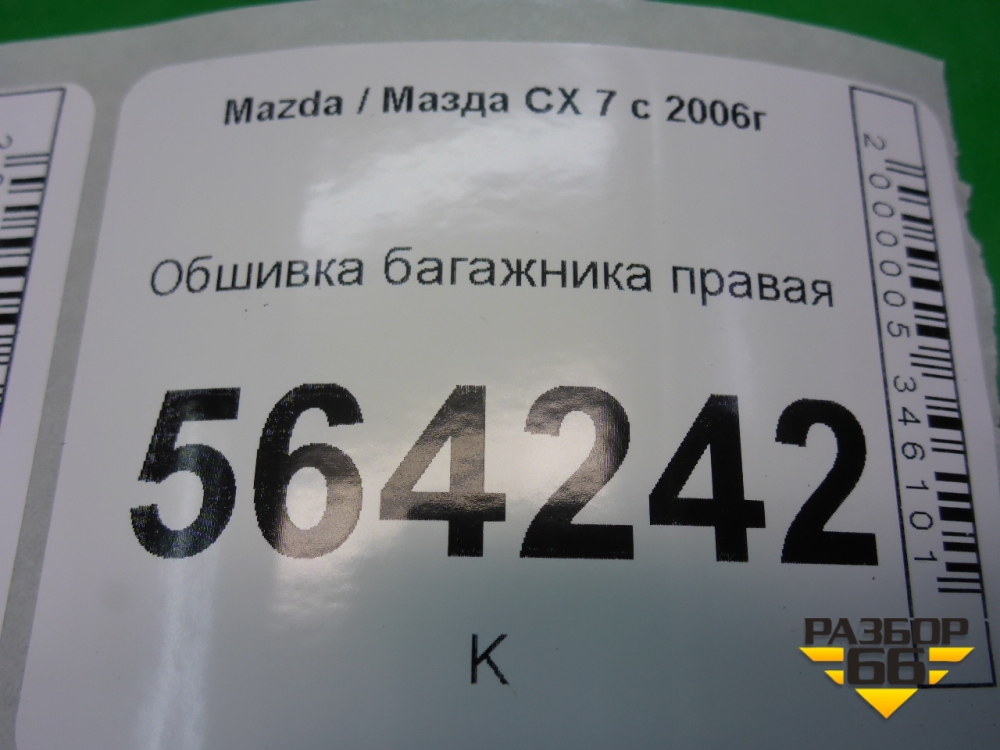 Mazda / Мазда CX 7 с 2006г
Обшивка багажника правая
564242
К
2000005346101
РАЗБОР
66